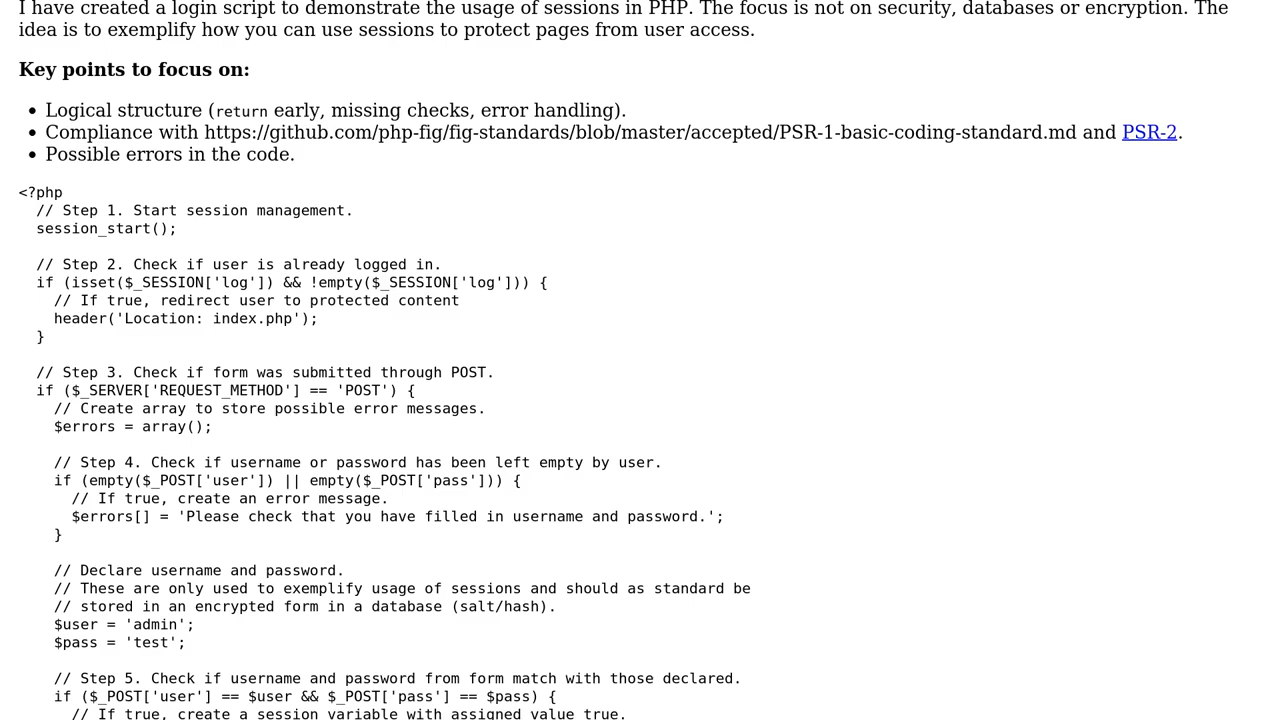 I have created a login script to demonstrate the usage of sessions in PHP. The focus is not on security, databases or encryption. The
idea is to exemplify how you can use sessions to protect pages from user access.
Key points to focus on:
• Logical structure (return early, missing checks, error handling).
• Compliance with https://github.com/php-fig/fig-standards/blob/master/accepted/PSR-1-basic-coding-standard.md and PSR-2.
• Possible errors in the code.
<?php
  // Step 1. Start session management.
  session_start();

  // Step 2. Check if user is already logged in.
  if (isset($_SESSION['log']) && !empty($_SESSION['log'])) {
    // If true, redirect user to protected content
    header('Location: index.php');
  }

  // Step 3. Check if form was submitted through POST.
  if ($_SERVER['REQUEST_METHOD'] == 'POST') {
    // Create array to store possible error messages.
    $errors = array();

    // Step 4. Check if username or password has been left empty by user.
    if (empty($_POST['user']) || empty($_POST['pass'])) {
      // If true, create an error message.
      $errors[] = 'Please check that you have filled in username and password.';
    }

    // Declare username and password.
    // These are only used to exemplify usage of sessions and should as standard be
    // stored in an encrypted form in a database (salt/hash).
    $user = 'admin';
    $pass = 'test';

    // Step 5. Check if username and password from form match with those declared.
    if ($_POST['user'] == $user && $_POST['pass'] == $pass) {
      // If true, create a session variable with assigned value true.